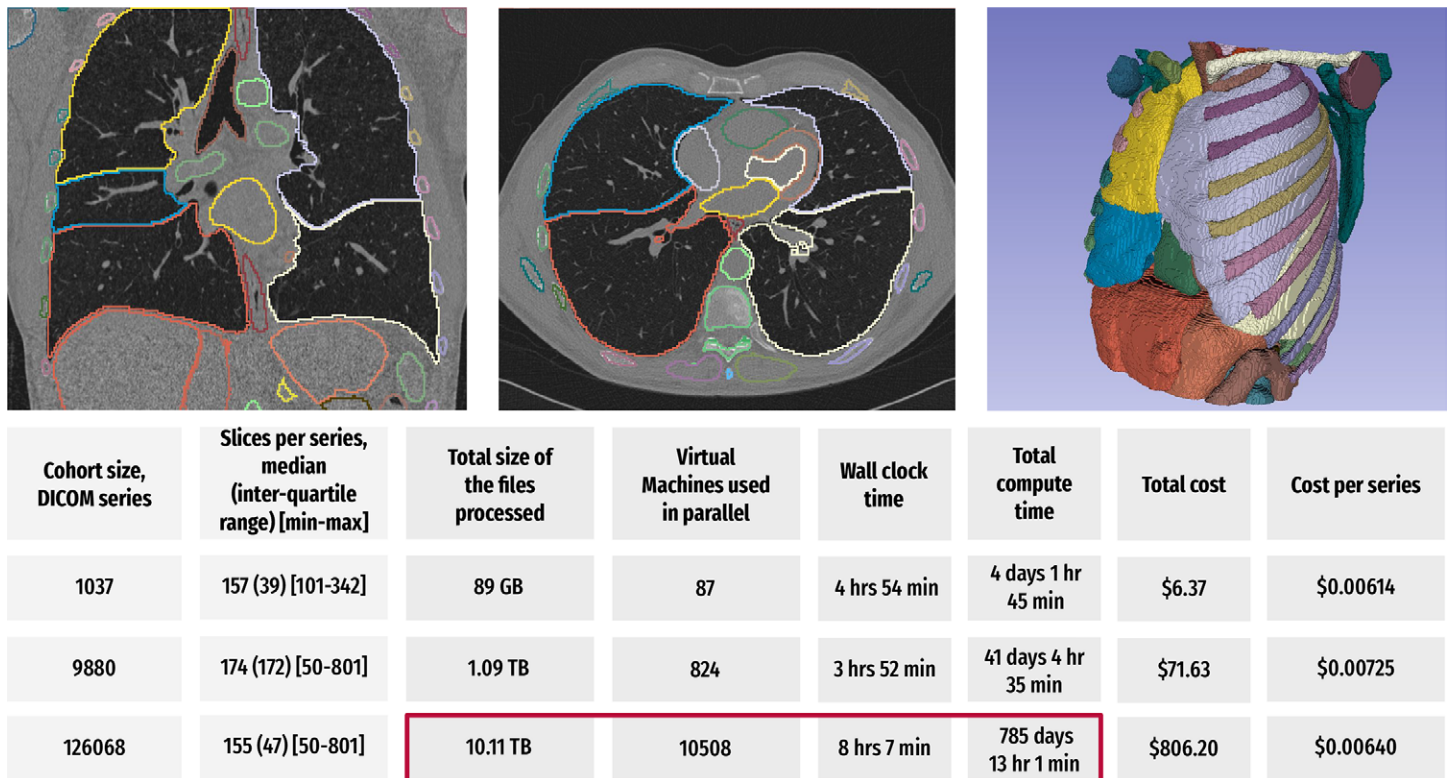 Cohort size,
DICOM series
Slices per series,
median
(inter-quartile
range) [min-max]
Total size of
the files
processed
Virtual
Machines used
in parallel
Wall clock
time
Total
compute
time
Total cost
Cost per series
1037
157 (39) [101-342]
89 GB
87
4 hrs 54 min
4 days 1 hr
45 min
$6.37
$0.00614
9880
174 (172) [50-801]
1.09 TB
824
3 hrs 52 min
41 days 4 hr
35 min
$71.63
$0.00725
126068
155 (47) [50-801]
10.11 TB
10508
8 hrs 7 min
785 days
13 hr 1 min
$806.20
$0.00640